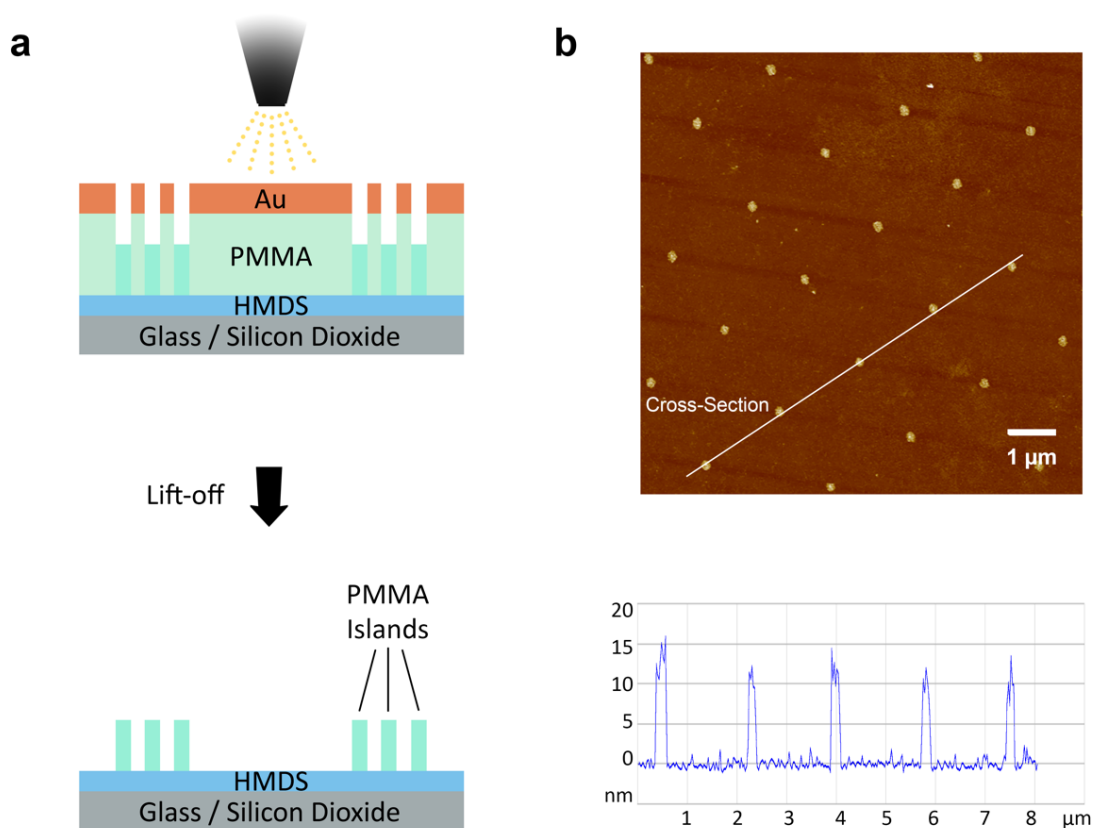 a
Au
PMMA
HMDS
Glass / Silicon Dioxide
Lift-off
PMMA
Islands
HMDS
Glass / Silicon Dioxide
b
Cross-Section
1 μm
20
15
10
5
0
nm
1 2 3 4 5 6 7 8 μm